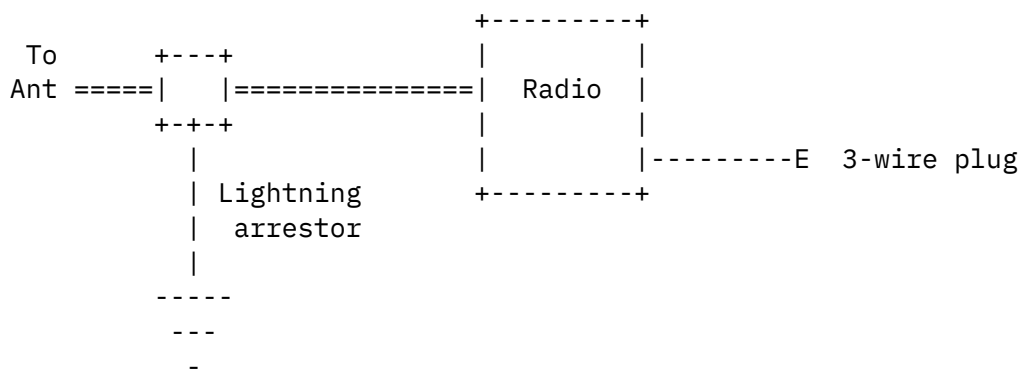 To
Ant Radio
E 3-wire plug
Lightning
arrestor